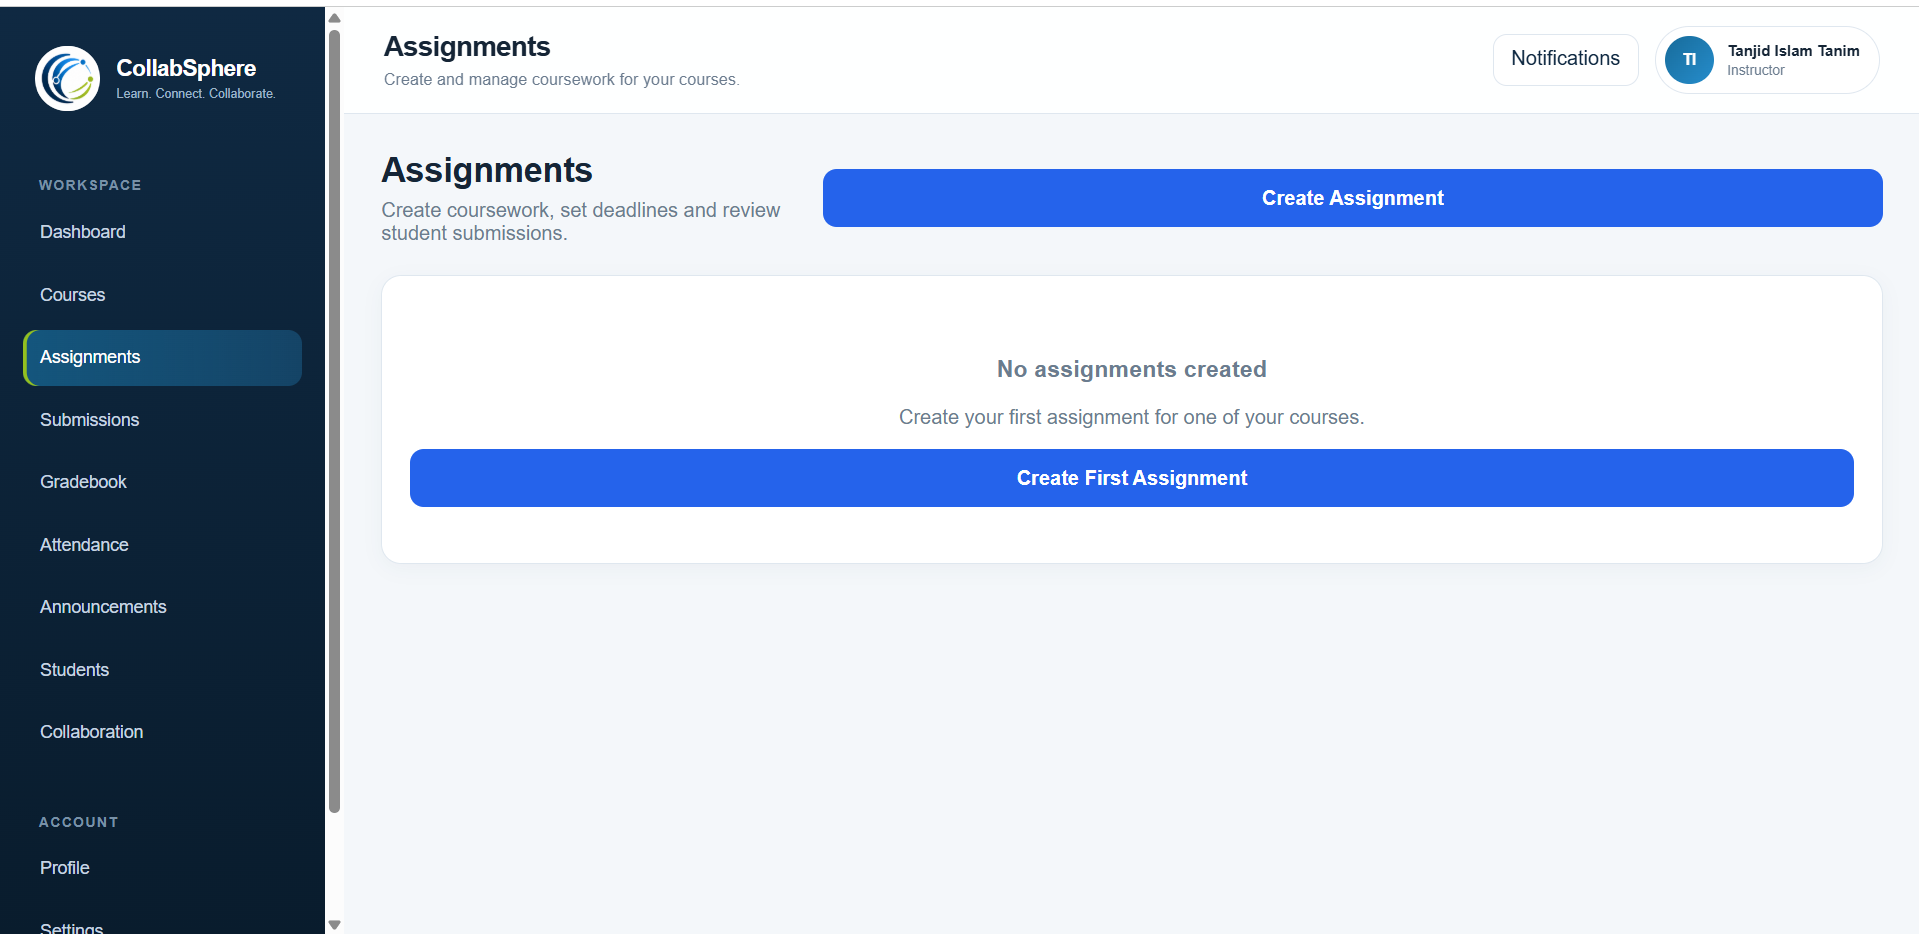 CollabSphere
Learn. Connect. Collaborate.
WORKSPACE
Dashboard
Courses
Assignments
Submissions
Gradebook
Attendance
Announcements
Students
Collaboration
ACCOUNT
Profile
Settings
Assignments
Create and manage coursework for your courses.
Notifications
TI
Tanjid Islam Tanim
Instructor
Assignments
Create coursework, set deadlines and review
student submissions.
Create Assignment
No assignments created
Create your first assignment for one of your courses.
Create First Assignment